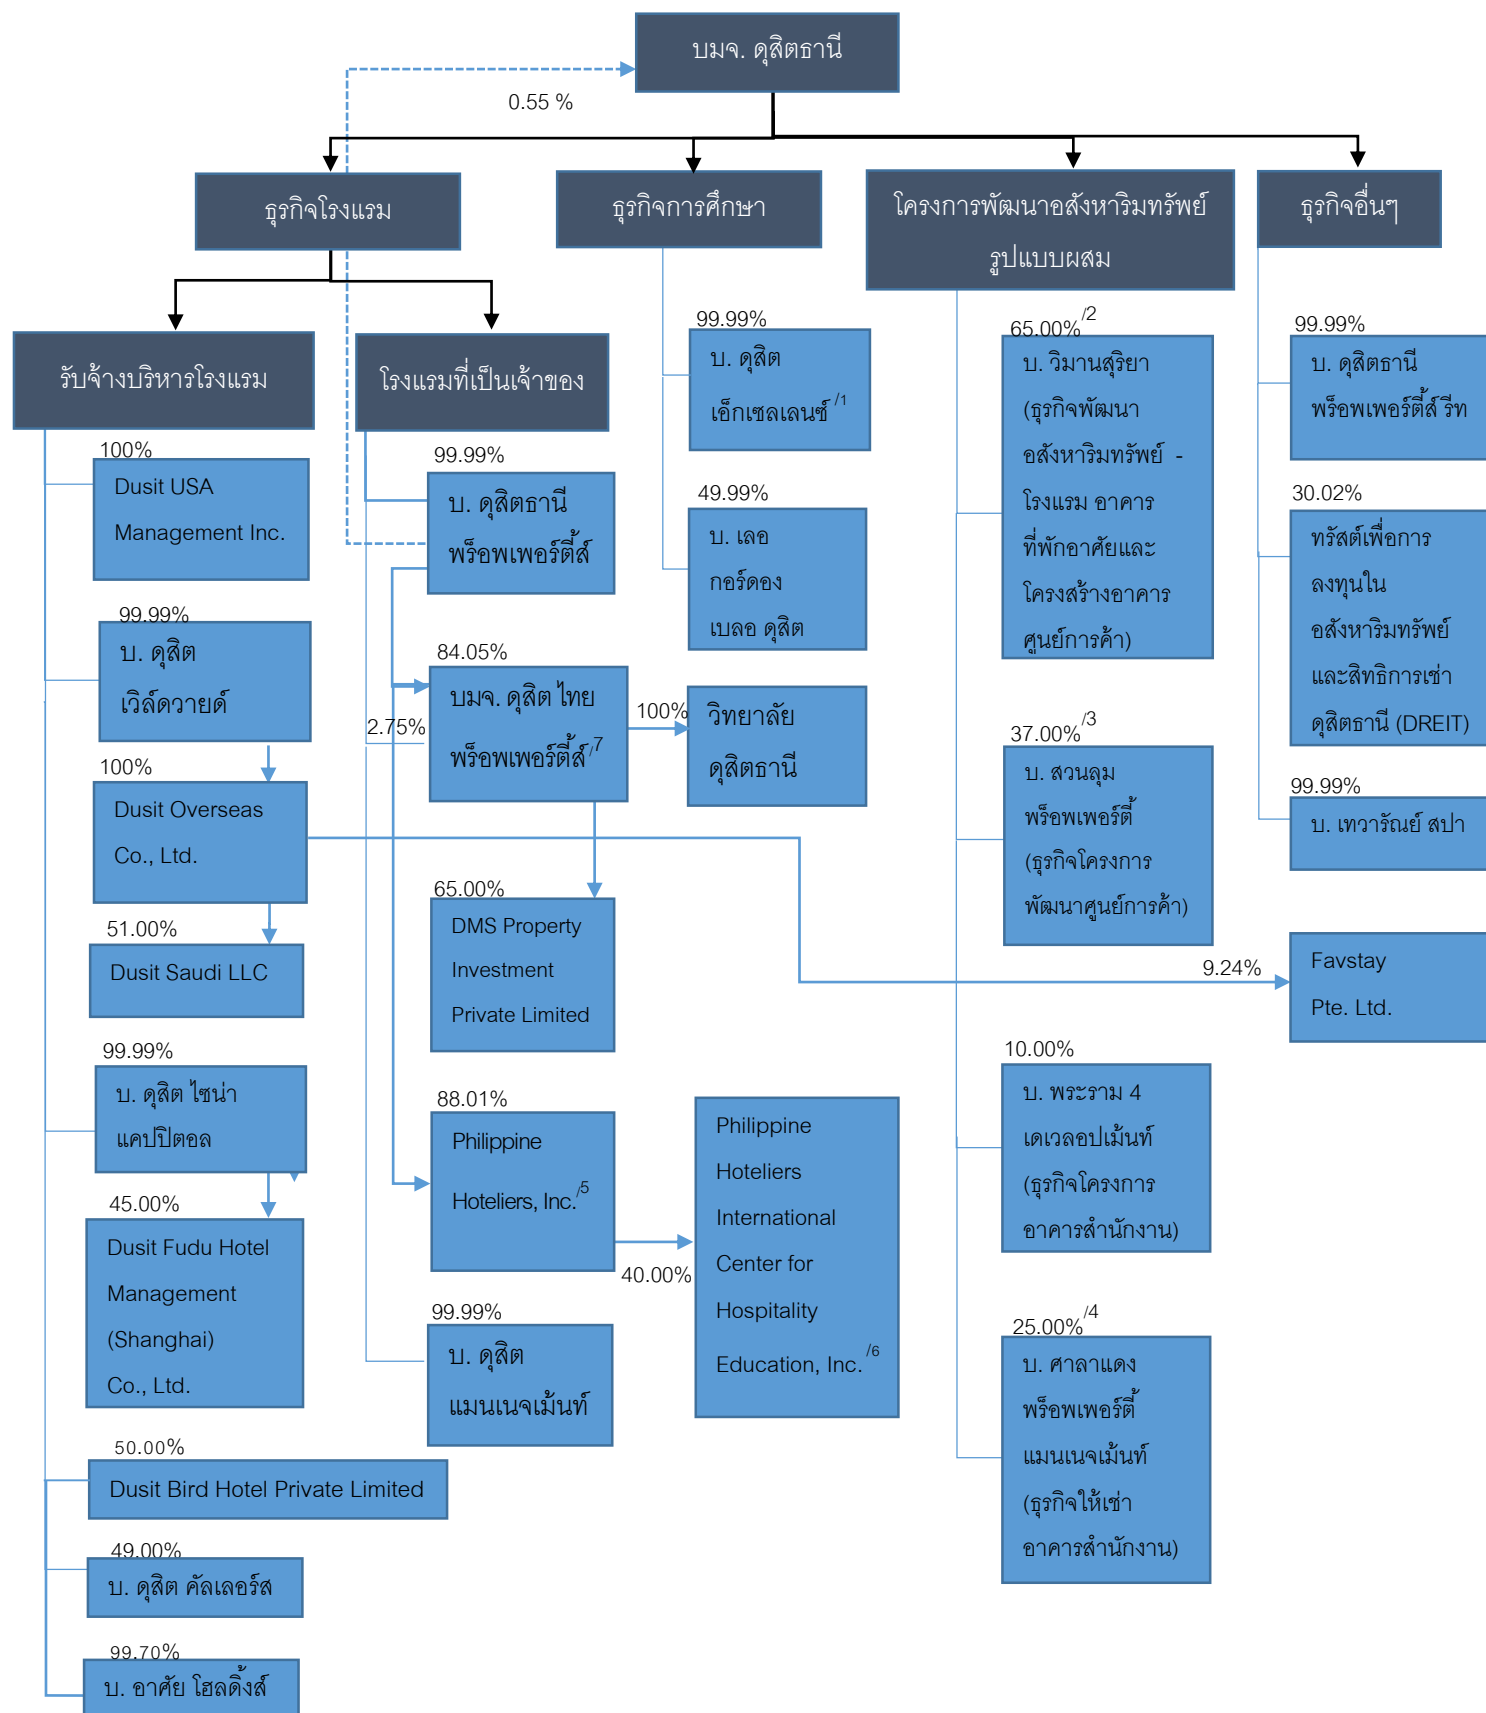 บมจ. ดุสิตธานี
0.55 %
ธุรกิจโรงแรม
ธุรกิจการศึกษา
โครงการพัฒนาอสังหาริมทรัพย์
รูปแบบผสม
ธุรกิจอื่นๆ
รับจ้างบริหารโรงแรม
100%
Dusit USA
Management Inc.
99.99%
บ. ดุสิต
เวิล์ดวายด์
100%
Dusit Overseas
Co., Ltd.
51.00%
Dusit Saudi LLC
99.99%
บ. ดุสิต ไชน่า
แคปปิตอล
45.00%
Dusit Fudu Hotel
Management
(Shanghai)
Co., Ltd.
50.00%
Dusit Bird Hotel Private Limited
49.00%
บ. ดุสิต คัลเลอร์ส
99.70%
บ. อาศัย โฮลดิ้งส์
โรงแรมที่เป็นเจ้าของ
99.99%
บ. ดุสิตธานี
พร็อพเพอร์ตี้ส์
84.05%
2.75%
บมจ. ดุสิต ไทย
พร็อพเพอร์ตี้ส์/7
100%
วิทยาลัย
ดุสิตธานี
65.00%
DMS Property
Investment
Private Limited
88.01%
Philippine
Hoteliers, Inc./5
40.00%
Philippine
Hoteliers
International
Center for
Hospitality
Education, Inc. /6
99.99%
บ. ดุสิต
แมนเนจเม้นท์
99.99%
บ. ดุสิต
เอ็กเซลเลนซ์ /1
49.99%
บ. เลอ
กอร์ดอง
เบลอ ดุสิต
65.00%/2
บ. วิมานสุริยา
(ธุรกิจพัฒนา
อสังหาริมทรัพย์ -
โรงแรม อาคาร
ที่พักอาศัยและ
โครงสร้างอาคาร
ศูนย์การค้า)
37.00%/3
บ. สวนลุม
พร็อพเพอร์ตี้
(ธุรกิจโครงการ
พัฒนาศูนย์การค้า)
10.00%
บ. พระราม 4
เดเวลอปเม้นท์
(ธุรกิจโครงการ
อาคารสำนักงาน)
25.00%/4
บ. ศาลาแดง
พร็อพเพอร์ตี้
แมนเนจเม้นท์
(ธุรกิจให้เช่า
อาคารสำนักงาน)
99.99%
บ. ดุสิตธานี
พร็อพเพอร์ตี้ส์ รีท
30.02%
ทรัสต์เพื่อการ
ลงทุนใน
อสังหาริมทรัพย์
และสิทธิการเช่า
ดุสิตธานี (DREIT)
99.99%
บ. เทวารัณย์ สปา
9.24%
Favstay
Pte. Ltd.